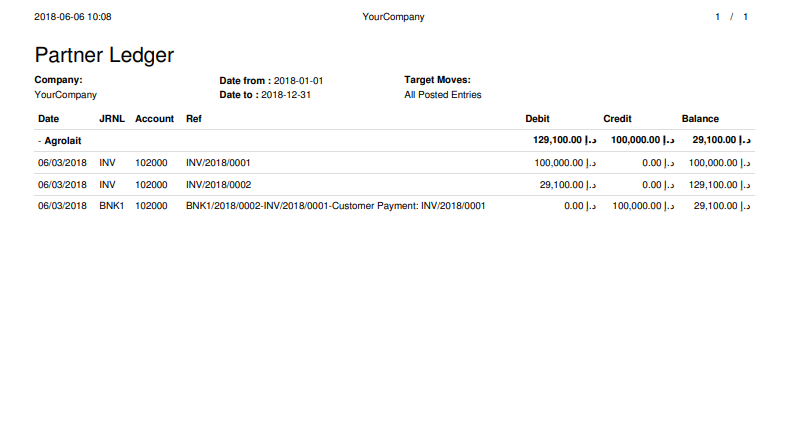 2018-06-06 10:08 YourCompany 1 / 1
Partner Ledger
Company: Date from : 2018-01-01 Target Moves:
YourCompany Date to : 2018-12-31 All Posted Entries
Date JRNL Account Ref Debit Credit Balance
- Agrolait 129,100.00 د.إ 100,000.00 د.إ 29,100.00 د.إ
06/03/2018 INV 102000 INV/2018/0001 100,000.00 د.إ 0.00 د.إ 100,000.00 د.إ
06/03/2018 INV 102000 INV/2018/0002 29,100.00 د.إ 0.00 د.إ 129,100.00 د.إ
06/03/2018 BNK1 102000 BNK1/2018/0002-INV/2018/0001-Customer Payment: INV/2018/0001 0.00 د.إ 100,000.00 د.إ 29,100.00 د.إ